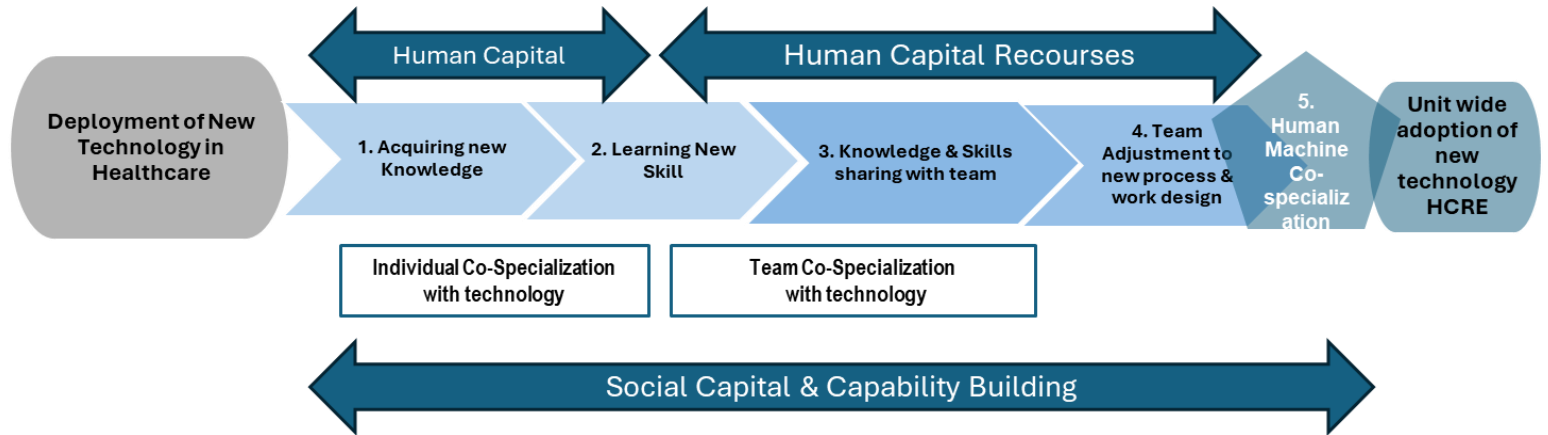 Human Capital
Human Capital Recourses
Deployment of New
Technology in
Healthcare
1. Acquiring new
Knowledge
2. Learning New
Skill
3. Knowledge & Skills
sharing with team
4. Team
Adjustment to
new process &
work design
5.
Human
Machine
Co-
specializ
ation
Unit wide
adoption of
new
technology
HCRE
Individual Co-Specialization
with technology
Team Co-Specialization
with technology
Social Capital & Capability Building